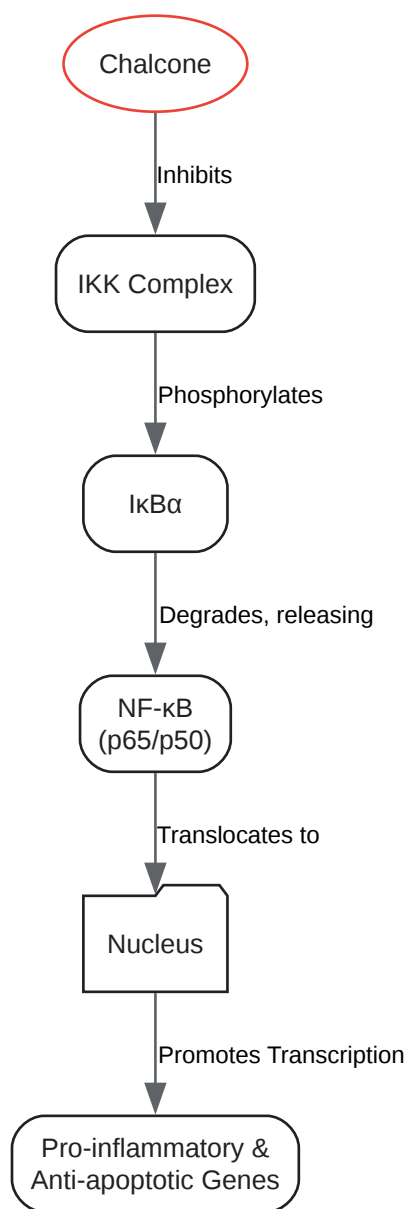 Chalcone
Inhibits
IKK Complex
Phosphorylates
IκBα
Degrades, releasing
NF-κB
(p65/p50)
Translocates to
Nucleus
Promotes Transcription
Pro-inflammatory &
Anti-apoptotic Genes